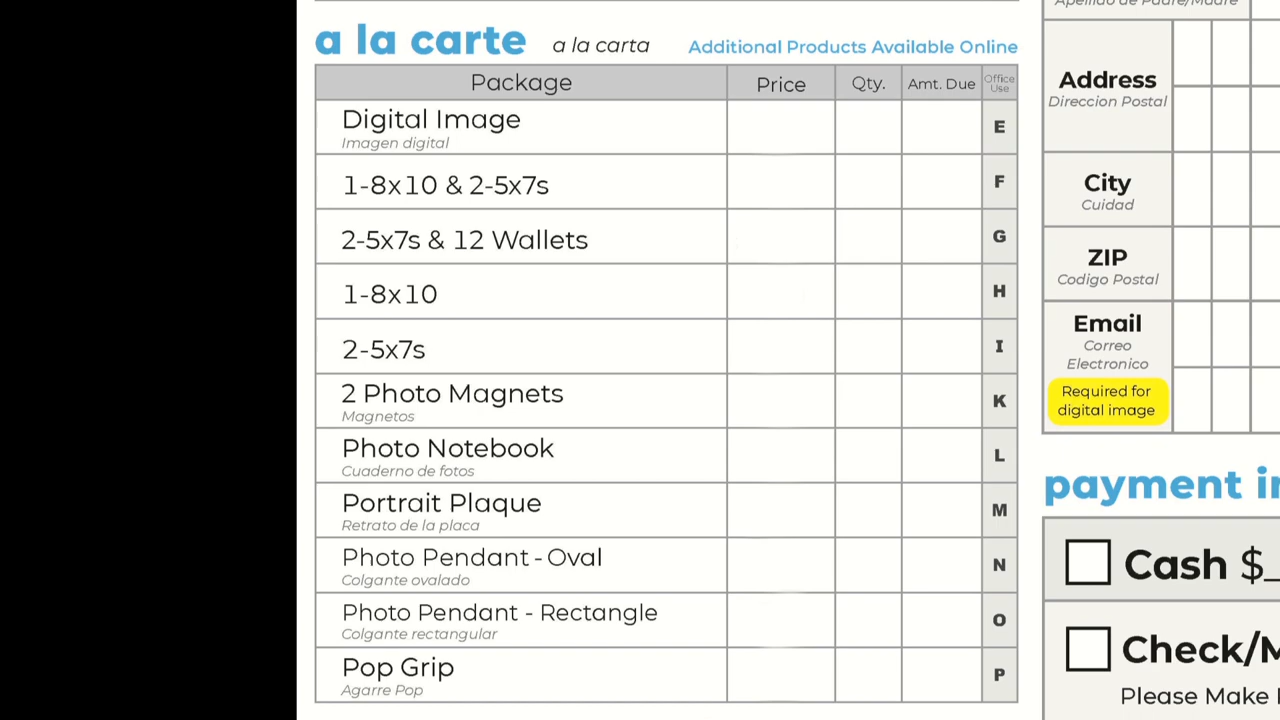 Apellido de Padre/Madre
a la carte a la carta Additional Products Available Online
Package Price Qty. Amt. Due Office Use
Digital Image E
Imagen digital
1-8x10 & 2-5x7s F
2-5x7s & 12 Wallets G
1-8x10 H
2-5x7s I
2 Photo Magnets K
Magnetos
Photo Notebook L
Cuaderno de fotos
Portrait Plaque M
Retrato de la placa
Photo Pendant - Oval N
Colgante ovalado
Photo Pendant - Rectangle O
Colgante rectangular
Pop Grip P
Agarre Pop
Address
Direccion Postal
City
Cuidad
ZIP
Codigo Postal
Email
Correo
Electronico
Required for
digital image
payment
Cash $_
Check/
Please Make